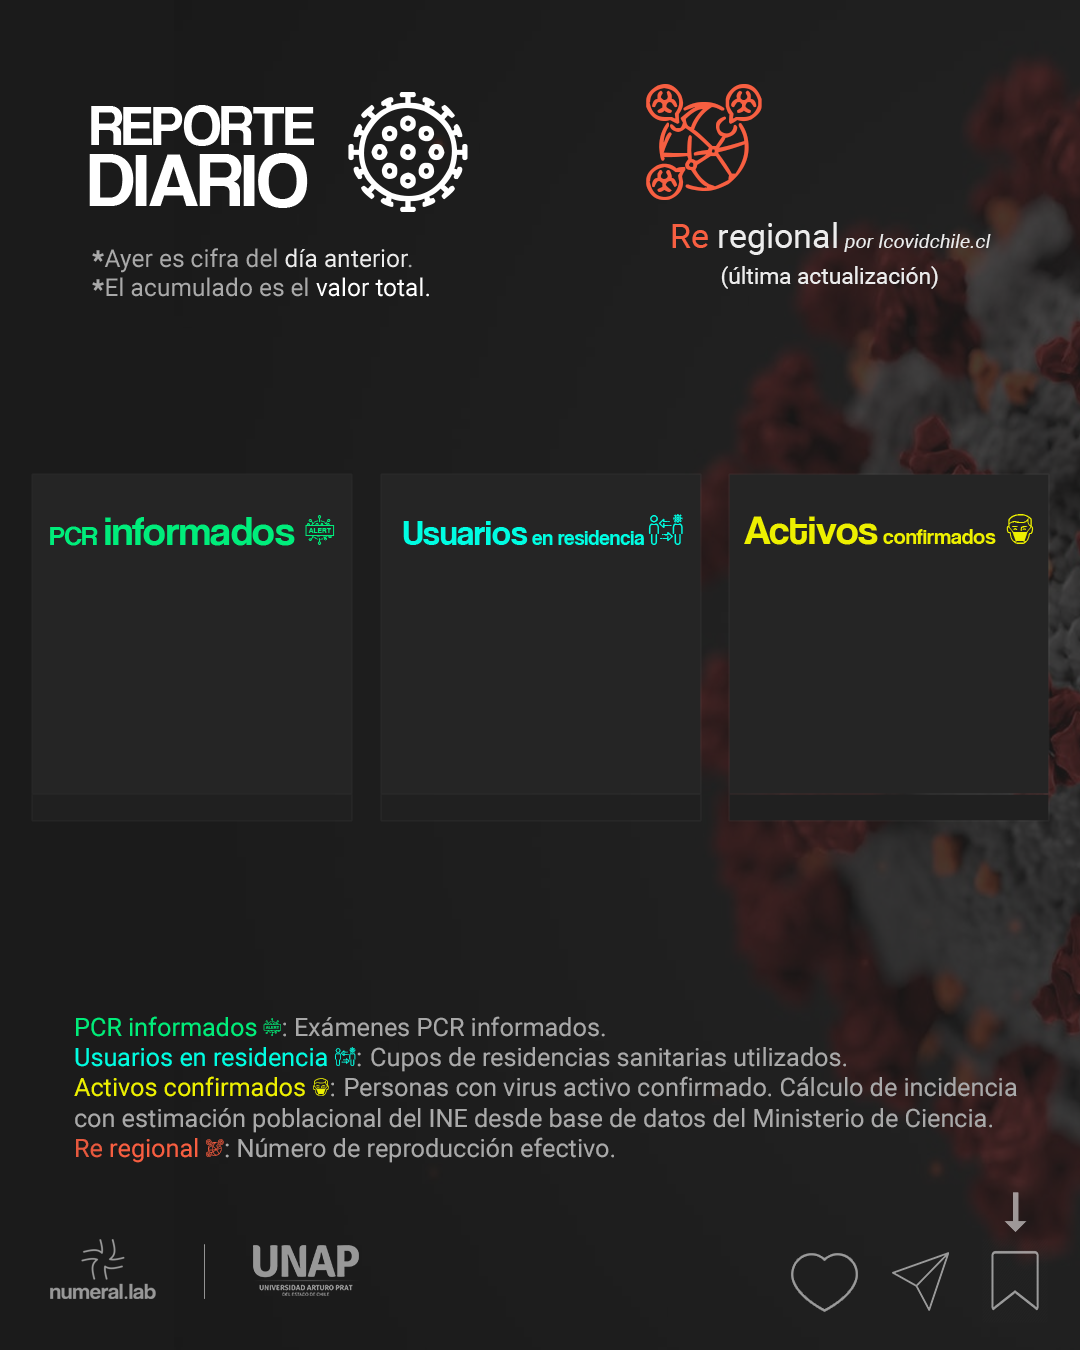 REPORTE
DIARIO
*Ayer es cifra del día anterior.
*El acumulado es el valor total.
Re regional por Icovidchile.cl
(última actualización)
PCR informados ALERT
Usuarios en residencia
Activos confirmados
PCR informados ALERT: Exámenes PCR informados.
Usuarios en residencia : Cupos de residencias sanitarias utilizados.
Activos confirmados : Personas con virus activo confirmado. Cálculo de incidencia
con estimación poblacional del INE desde base de datos del Ministerio de Ciencia.
Re regional : Número de reproducción efectivo.
numeral.lab
UNAP
UNIVERSIDAD ARTURO PRAT
DEL ESTADO DE CHILE